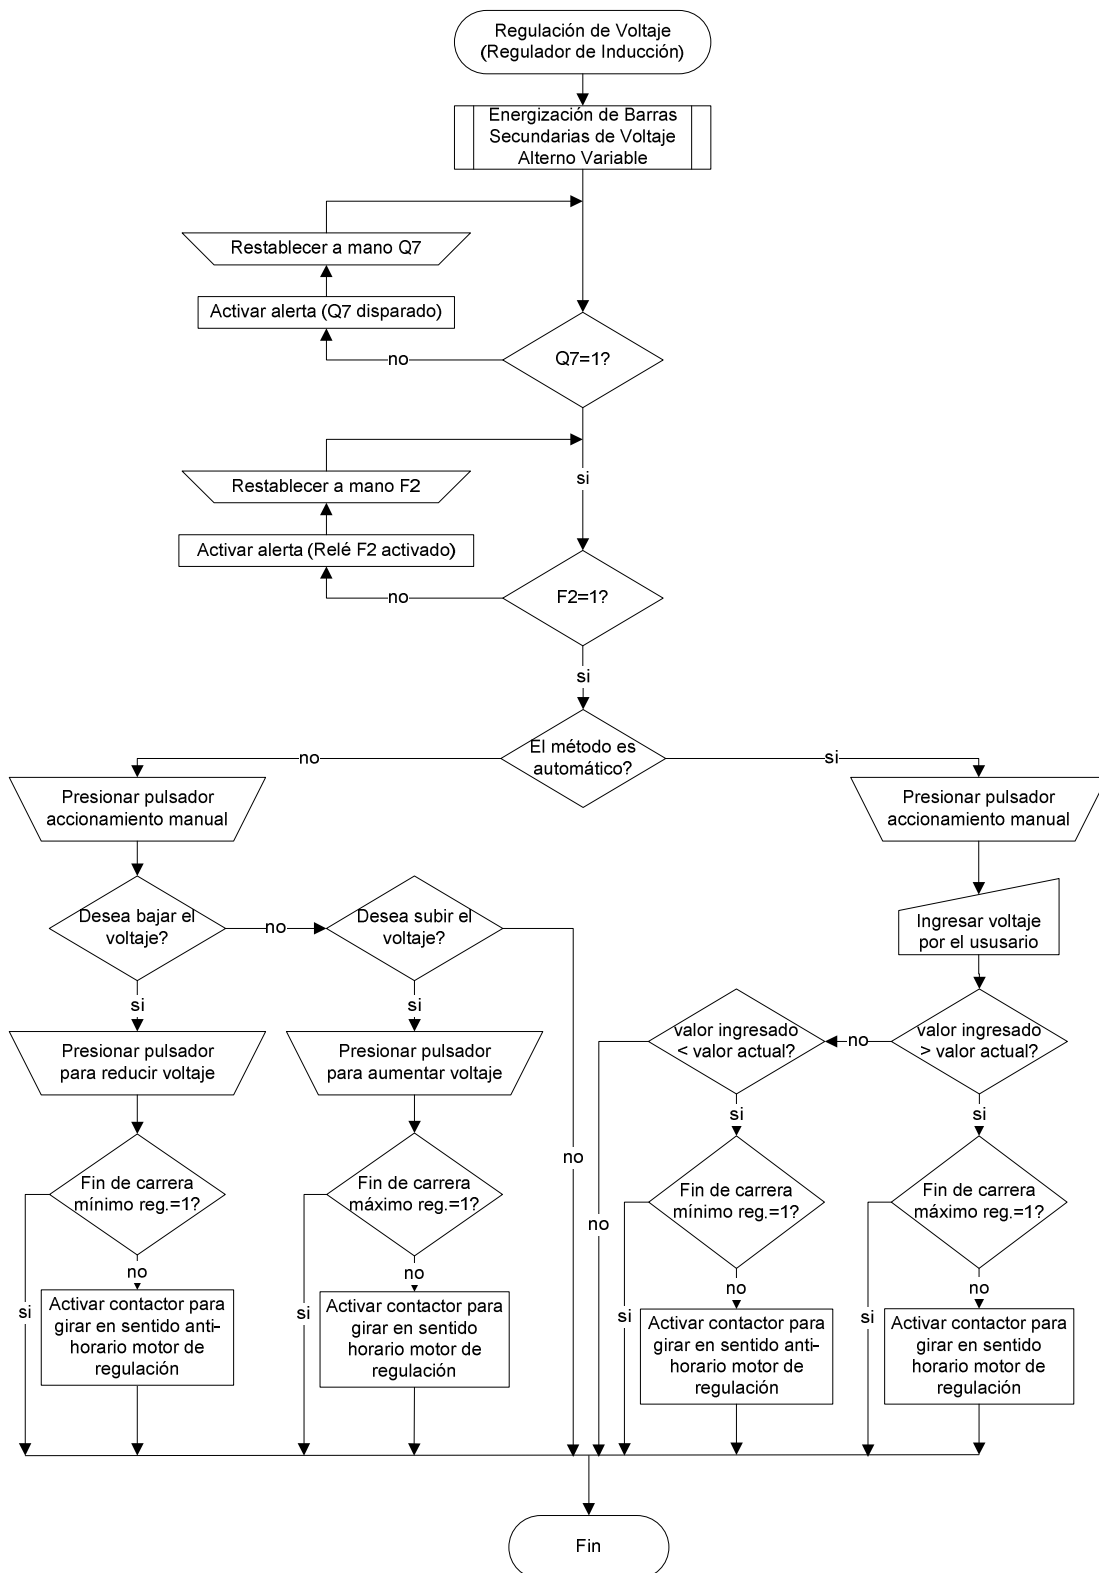 Regulación de Voltaje
(Regulador de Inducción)
Energización de Barras
Secundarias de Voltaje
Alterno Variable
Restablecer a mano Q7
Activar alerta (Q7 disparado)
no
Q7=1?
si
Restablecer a mano F2
Activar alerta (Relé F2 activado)
no
F2=1?
si
El método es
automático?
no
si
Presionar pulsador
accionamiento manual
Presionar pulsador
accionamiento manual
Desea bajar el
voltaje?
no
Desea subir el
voltaje?
Ingresar voltaje
por el ususario
si
si
no
Presionar pulsador
para reducir voltaje
Presionar pulsador
para aumentar voltaje
valor ingresado
< valor actual?
no
valor ingresado
> valor actual?
si
si
no
Fin de carrera
mínimo reg.=1?
Fin de carrera
máximo reg.=1?
Fin de carrera
mínimo reg.=1?
Fin de carrera
máximo reg.=1?
no
no
no
no
si
si
si
si
Activar contactor para
girar en sentido anti-
horario motor de
regulación
Activar contactor para
girar en sentido
horario motor de
regulación
Activar contactor para
girar en sentido anti-
horario motor de
regulación
Activar contactor para
girar en sentido
horario motor de
regulación
Fin